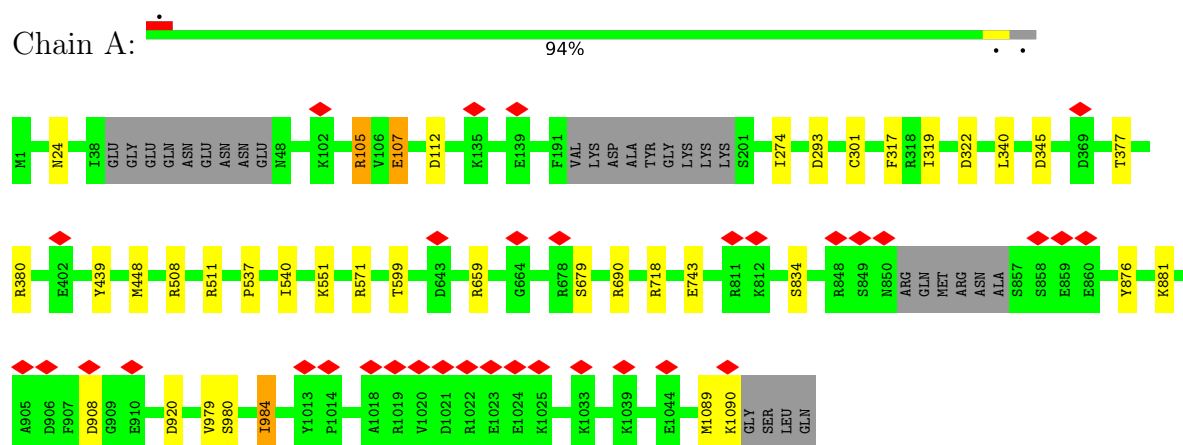 Chain A:
94%
M1 N24 I38 GLU GLY GLU GLN ASN GLU ASN ASN GLU N48 K102 R105 V106 E107 D112 K135 E139 F191 VAL LYS ASP ALA TYR GLY LYS LYS LYS S201 I274 D293 C301 F317 R318 I319 D322 L340 D345 D369 T377
R380 E402 Y439 M448 R508 R511 P537 I540 K551 R571 T599 D643 R659 G664 R678 S679 R690 R718 E743 R811 K812 S834 R848 S849 N850 ARG GLN MET ARG ASN ALA S857 S858 E859 E860 Y876 K881
A905 D906 F907 D908 G909 E910 D920 V979 S980 I984 Y1013 P1014 A1018 R1019 V1020 D1021 R1022 E1023 E1024 K1025 K1033 K1039 E1044 M1089 K1090 GLY SER LEU GLN